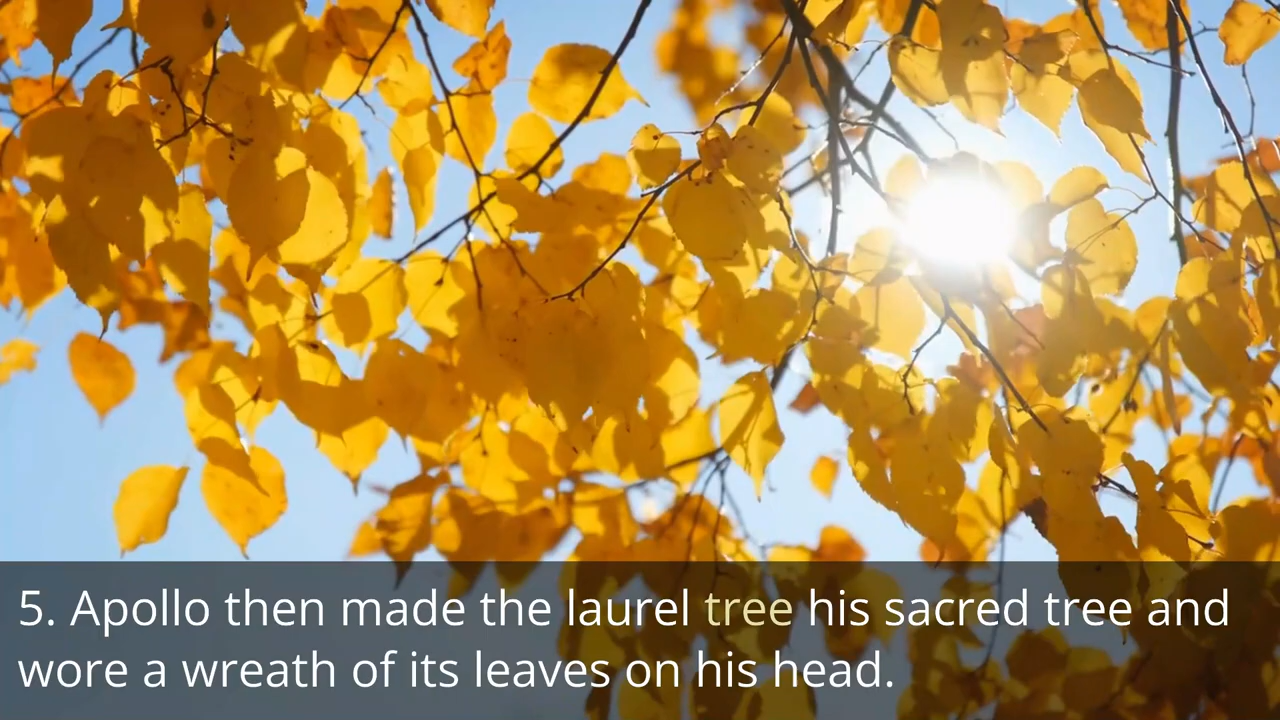 5. Apollo then made the laurel tree his sacred tree and
wore a wreath of its leaves on his head.